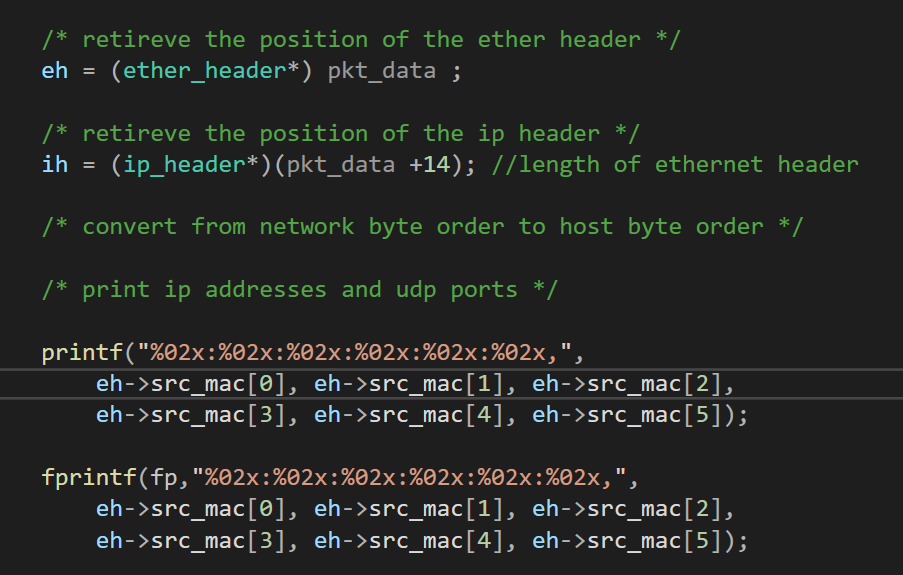 /* retireve the position of the ether header */
eh = (ether_header*) pkt_data ;
/* retireve the position of the ip header */
ih = (ip_header*)(pkt_data +14); //length of ethernet header
/* convert from network byte order to host byte order */
/* print ip addresses and udp ports */
printf("%02x:%02x:%02x:%02x:%02x:%02x,",
eh->src_mac[0], eh->src_mac[1], eh->src_mac[2],
eh->src_mac[3], eh->src_mac[4], eh->src_mac[5]);
fprintf(fp,"%02x:%02x:%02x:%02x:%02x:%02x,",
eh->src_mac[0], eh->src_mac[1], eh->src_mac[2],
eh->src_mac[3], eh->src_mac[4], eh->src_mac[5]);